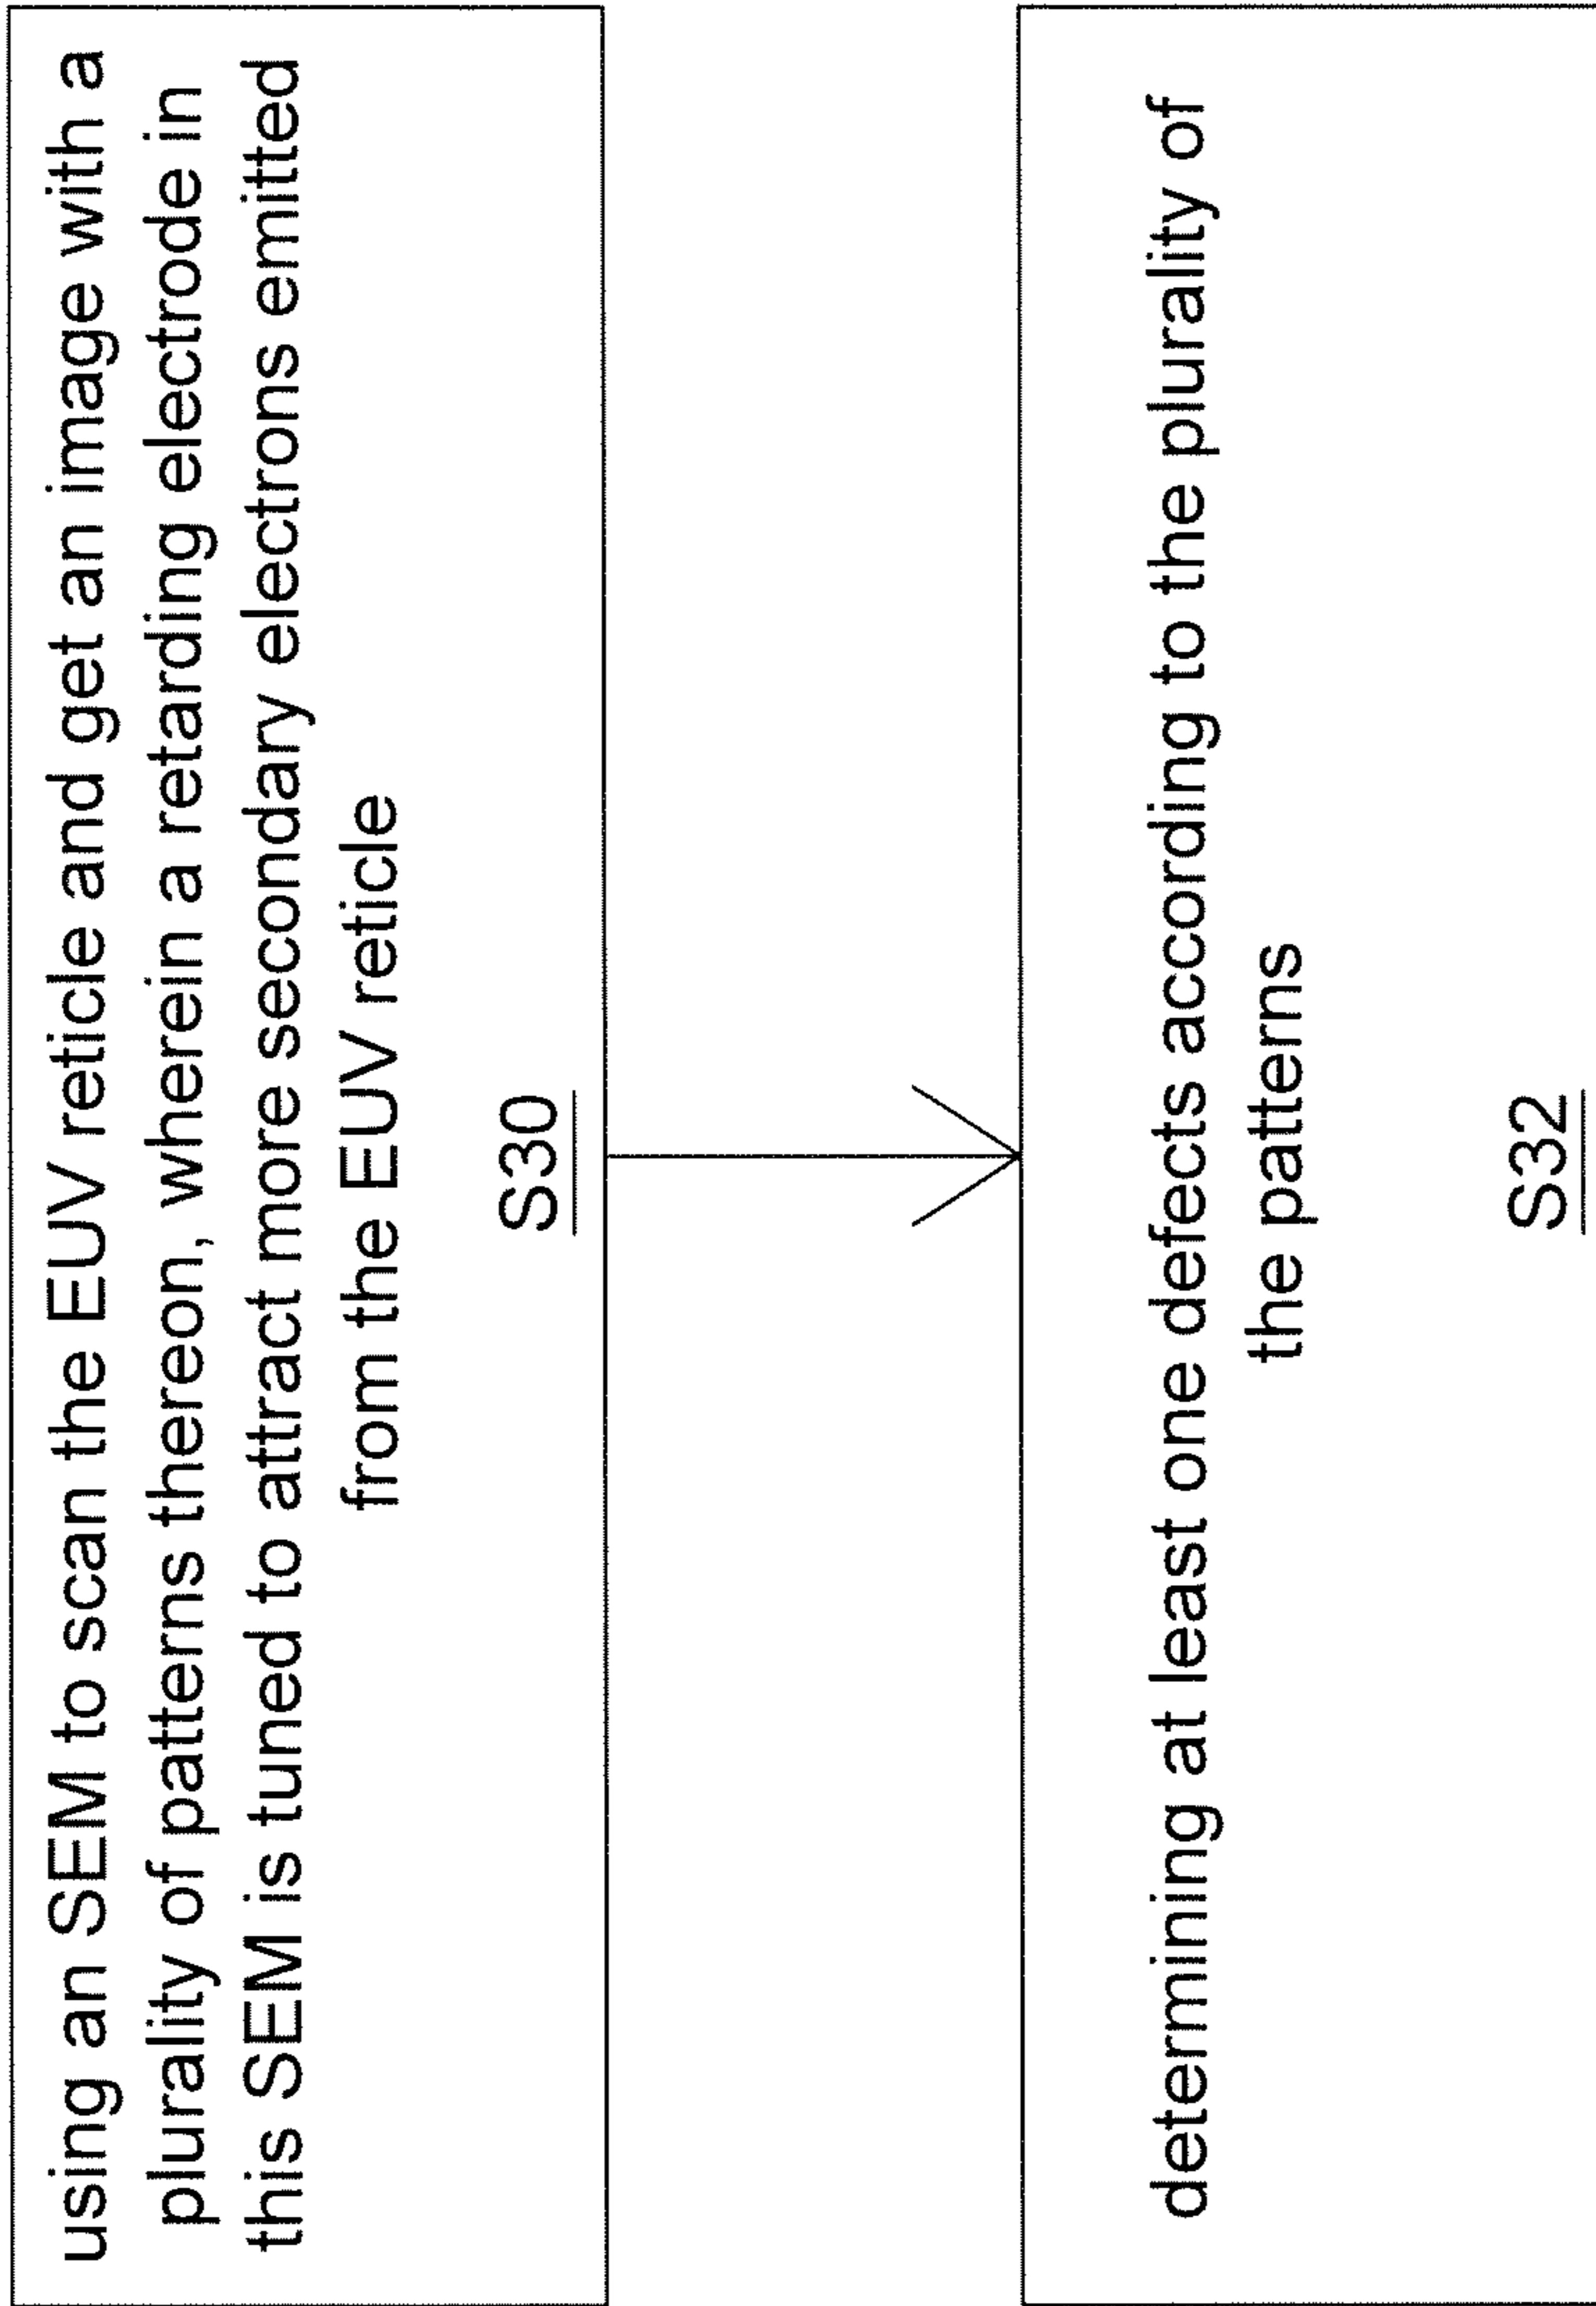 using an SEM to scan the EUV reticle and get an image with a
plurality of patterns thereon, wherein a retarding electrode in
this SEM is tuned to attract more secondary electrons emitted
from the EUV reticle
S30
determining at least one defects according to the plurality of
the patterns
S32